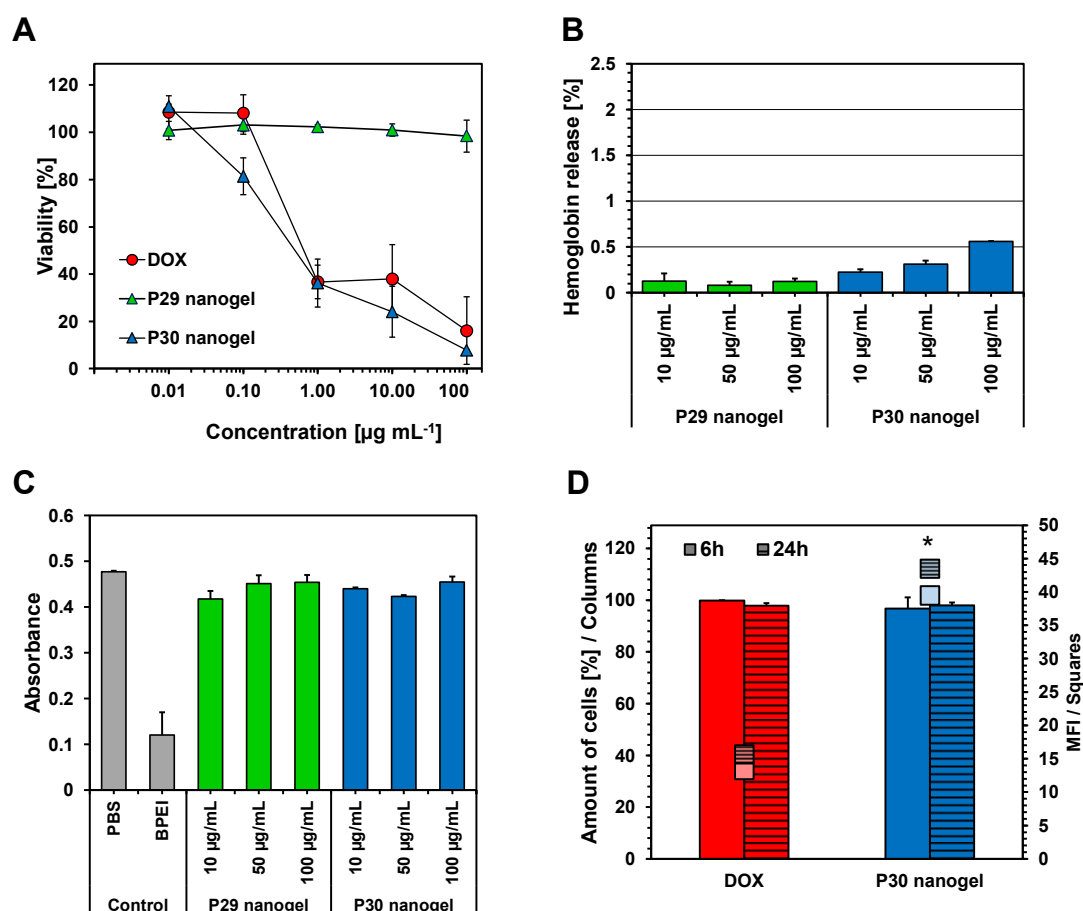 A
Viability [%]
120
100
80
60
40
20
0
DOX
P29 nanogel
P30 nanogel
0.01 0.10 1.00 10.00 100
Concentration [µg mL-1]
B
Hemoglobin release [%]
2.5
2
1.5
1
0.5
0
10 µg/mL 50 µg/mL 100 µg/mL 10 µg/mL 50 µg/mL 100 µg/mL
P29 nanogel P30 nanogel
C
Absorbance
0.6
0.5
0.4
0.3
0.2
0.1
0
PBS BPEI 10 µg/mL 50 µg/mL 100 µg/mL 10 µg/mL 50 µg/mL 100 µg/mL
Control P29 nanogel P30 nanogel
D
Amount of cells [%] / Columns
120
100
80
60
40
20
0
6h 24h
*
50
45
40
35
30
25
20
15
10
5
0
MFI / Squares
DOX P30 nanogel